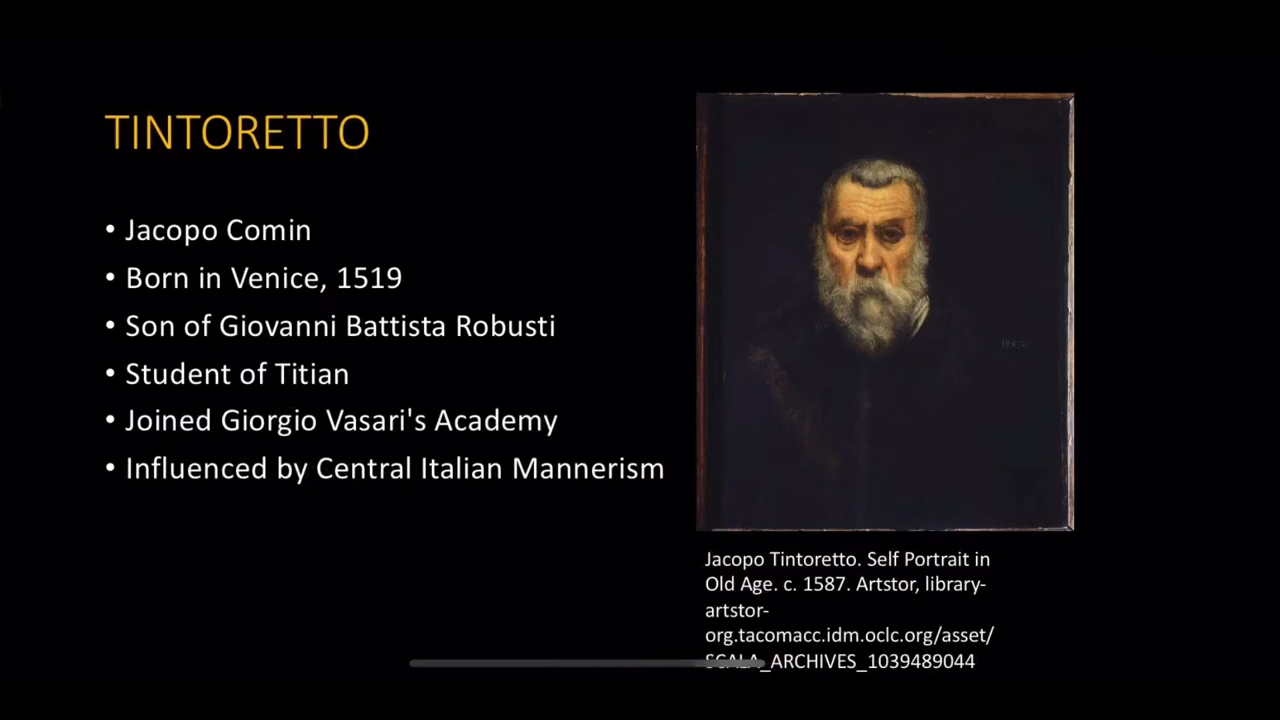 TINTORETTO
• Jacopo Comin
• Born in Venice, 1519
• Son of Giovanni Battista Robusti
• Student of Titian
• Joined Giorgio Vasari's Academy
• Influenced by Central Italian Mannerism
Jacopo Tintoretto. Self Portrait in
Old Age. c. 1587. Artstor, library-
artstor-
org.tacomacc.idm.oclc.org/asset/
SCALA_ARCHIVES_1039489044